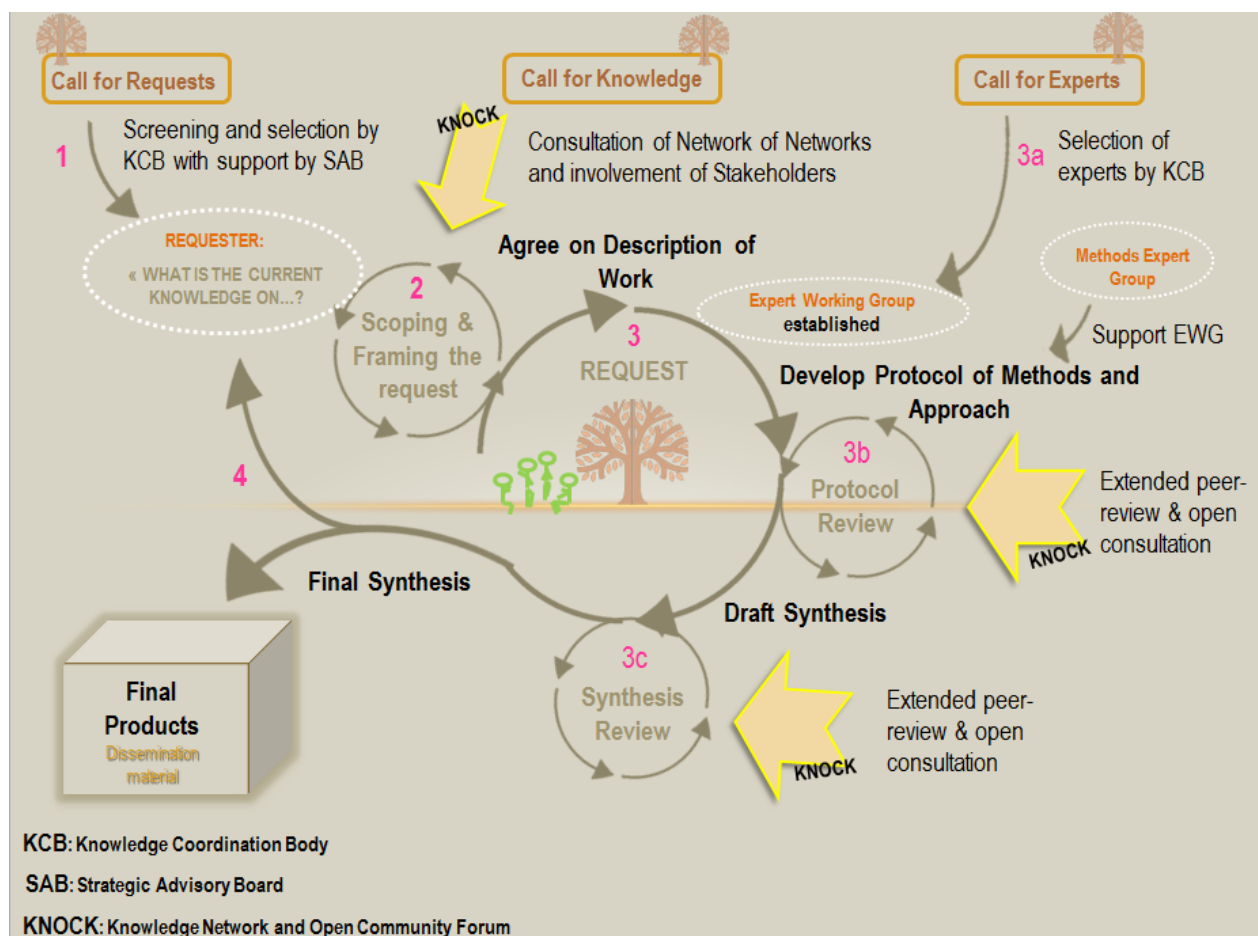 Call for Requests
Call for Knowledge
Call for Experts
1
Screening and selection by
KCB with support by SAB
KNOCK
Consultation of Network of Networks
and involvement of Stakeholders
3a
Selection of
experts by KCB
REQUESTER:
« WHAT IS THE CURRENT
KNOWLEDGE ON...?
2
Scoping &
Framing the
request
Agree on Description of
Work
3
REQUEST
Expert Working Group
established
Methods Expert
Group
Support EWG
Develop Protocol of Methods and
Approach
3b
Protocol
Review
KNOCK
Extended peer-
review & open
consultation
4
Final Synthesis
Draft Synthesis
3c
Synthesis
Review
KNOCK
Extended peer-
review & open
consultation
Final
Products
Dissemination
material
KCB: Knowledge Coordination Body
SAB: Strategic Advisory Board
KNOCK: Knowledge Network and Open Community Forum